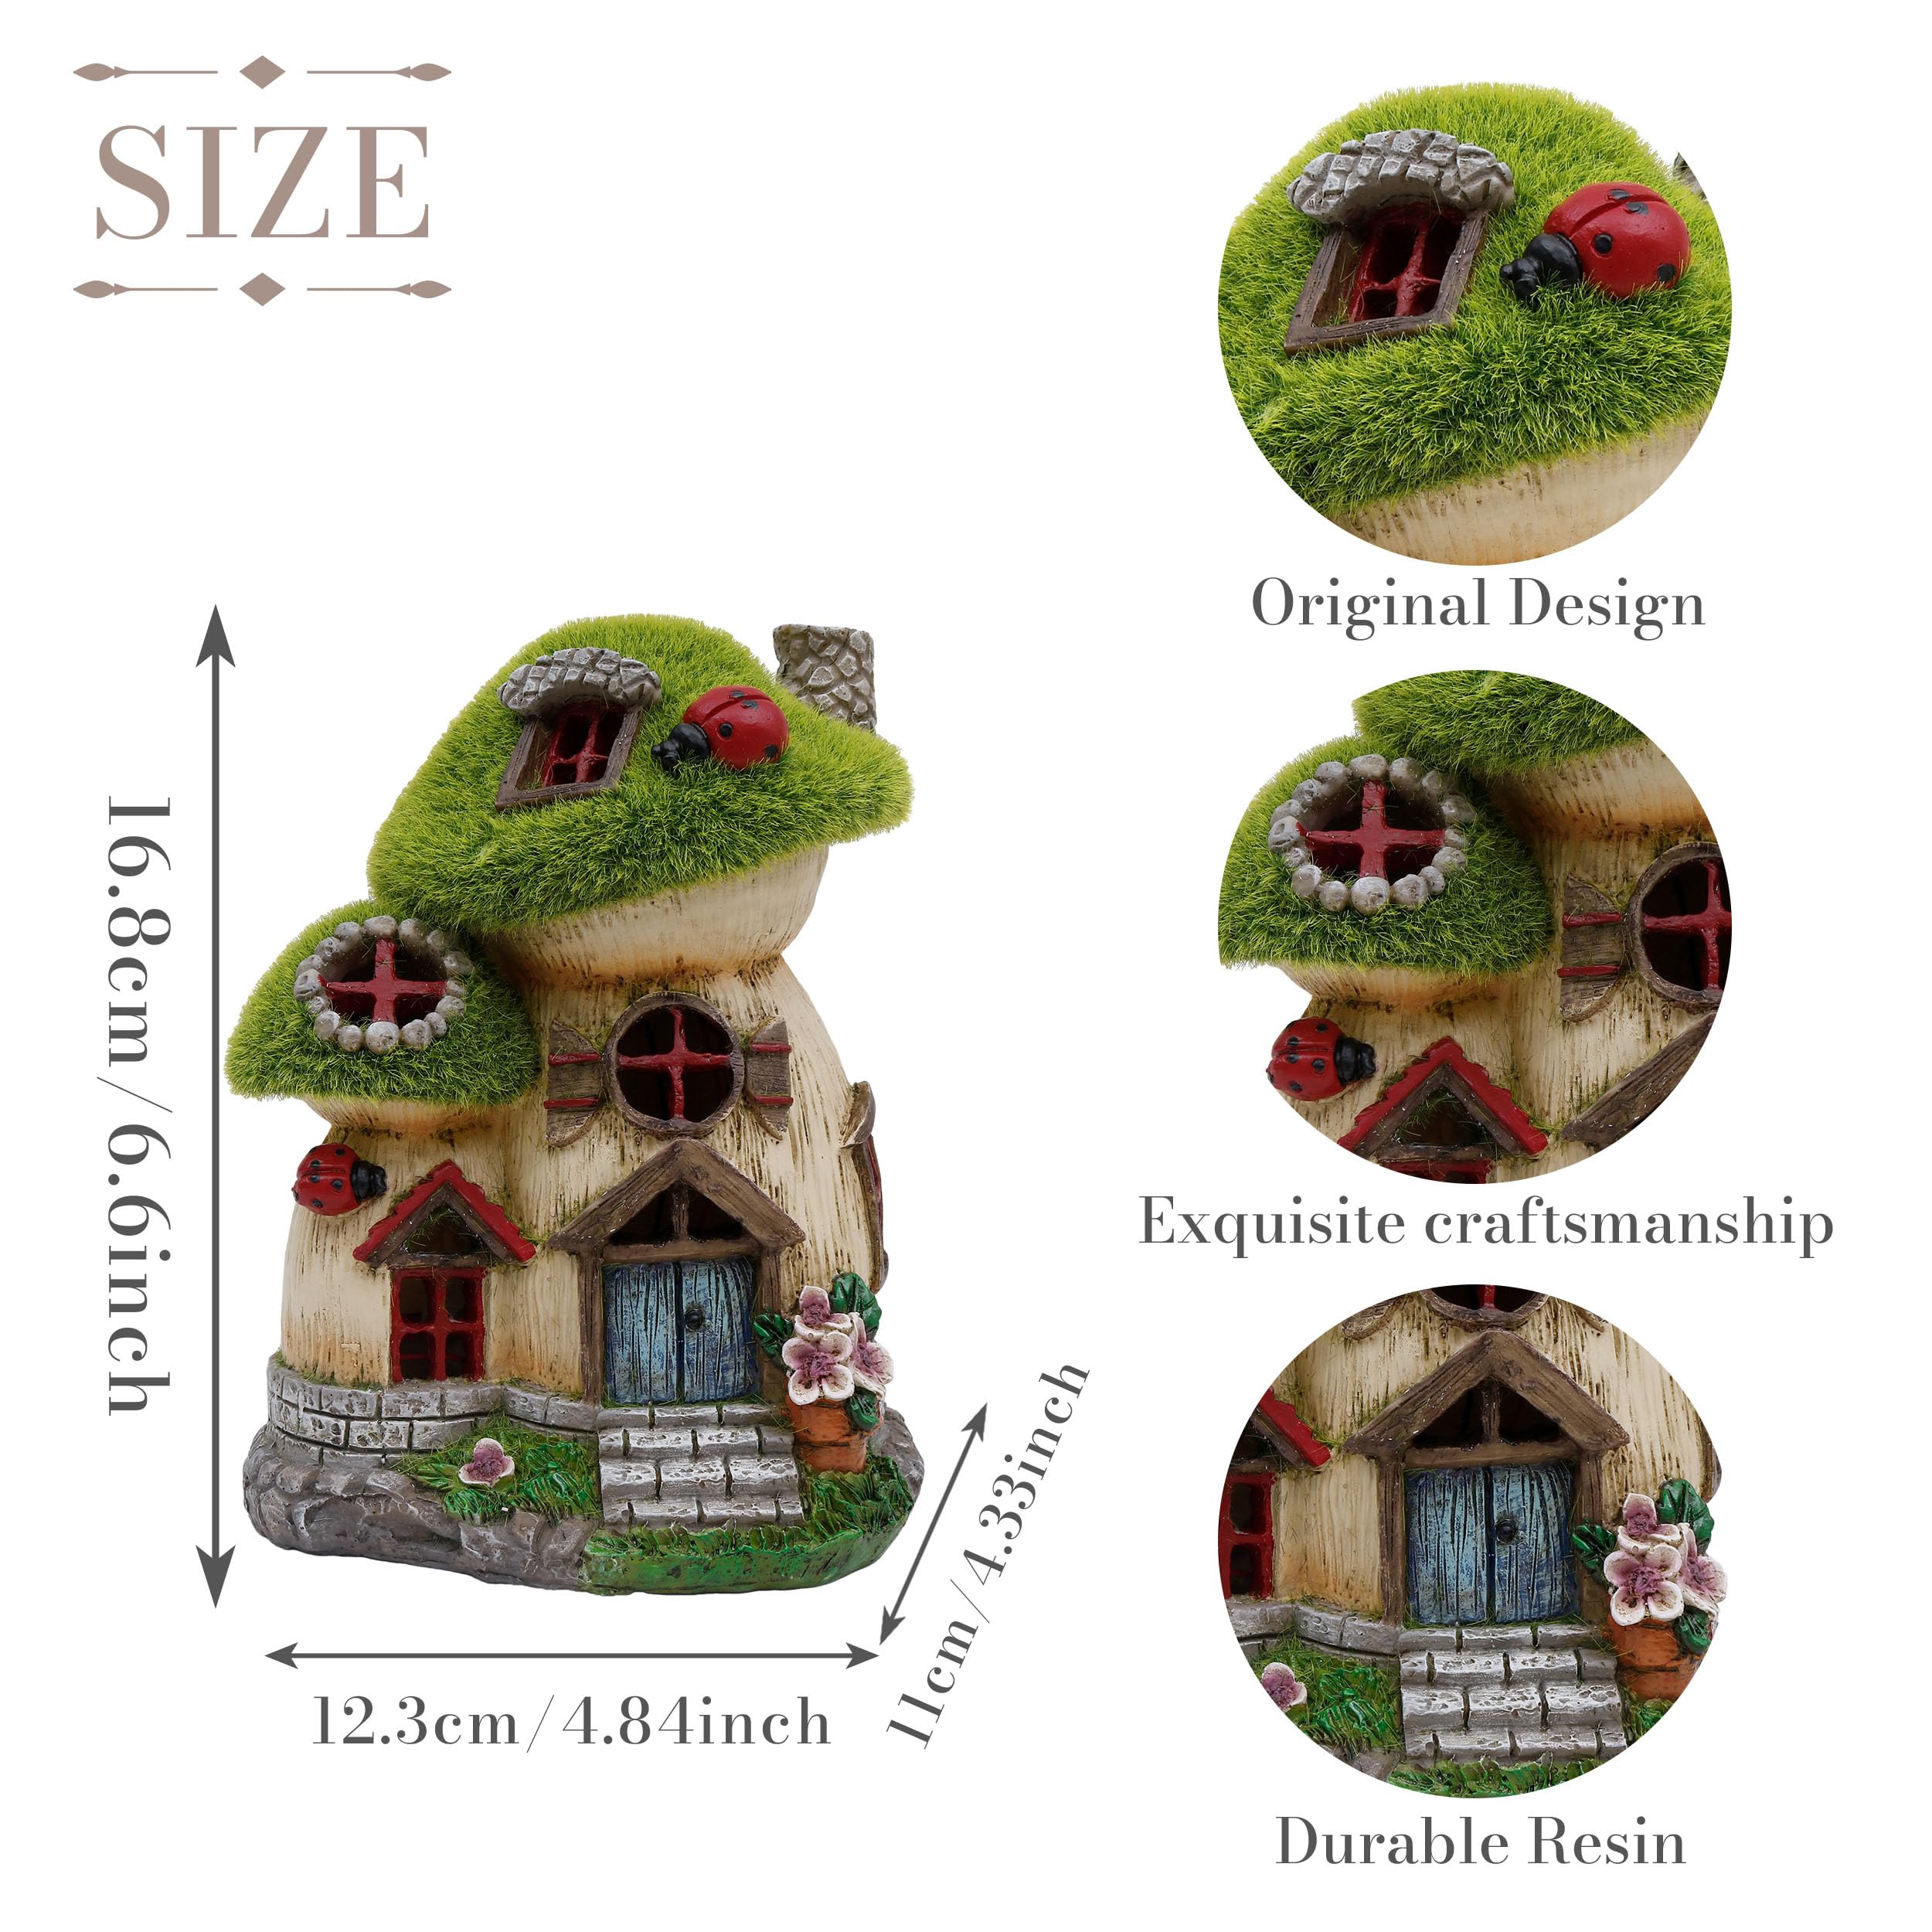 SIZE
Original Design
16.8cm/6.6inch
Exquisite craftsmanship
11cm/4.33inch
12.3cm/4.84inch
Durable Resin